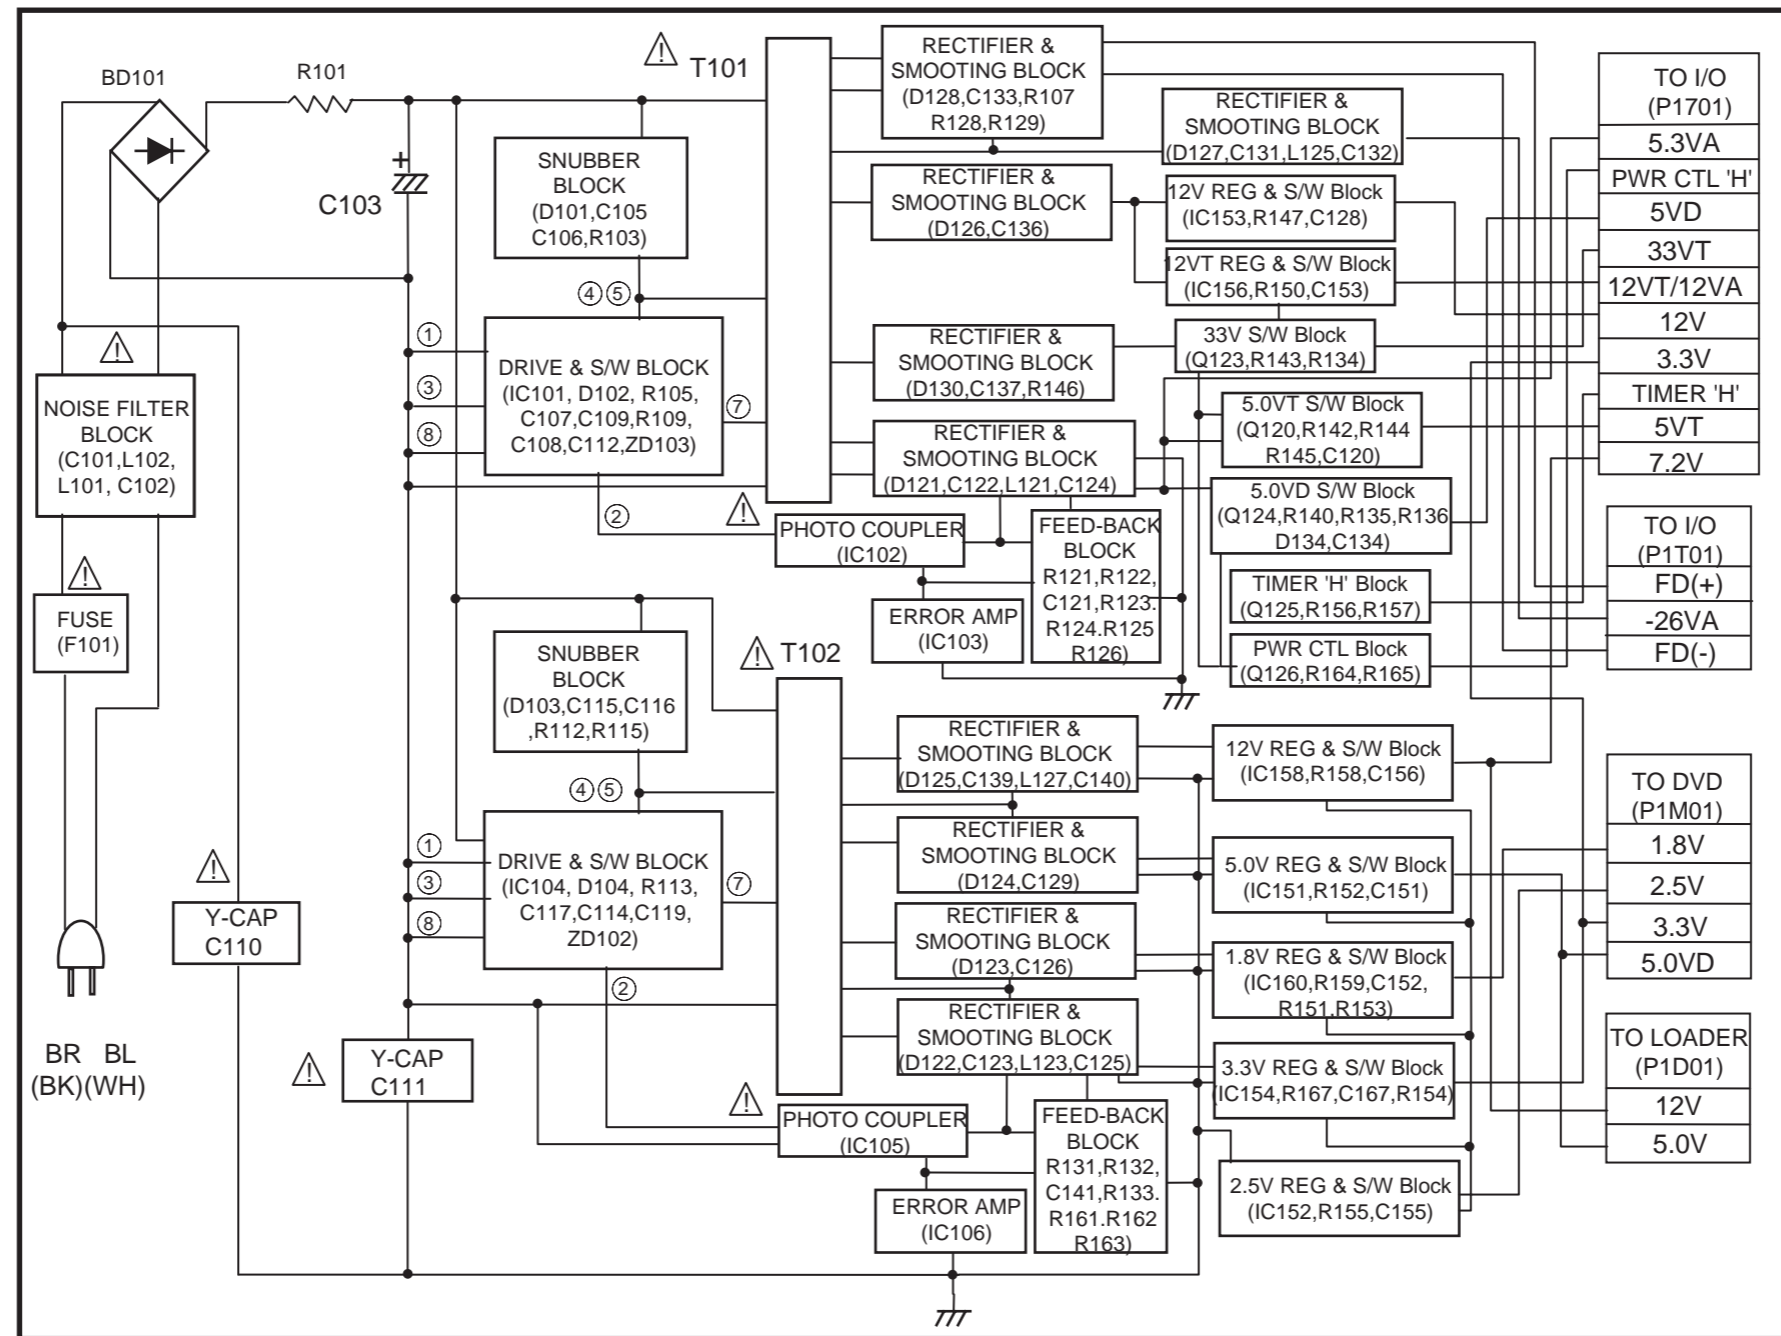 BD101
R101
C103
NOISE FILTER
BLOCK
(C101,L102,
L101, C102)
FUSE
(F101)
BR BL
(BK)(WH)
Y-CAP
C110
Y-CAP
C111
SNUBBER
BLOCK
(D101,C105
C106,R103)
④ ⑤
①
③
⑧
DRIVE & S/W BLOCK
(IC101, D102, R105,
C107,C109,R109,
C108,C112,ZD103)
⑦
②
T101
PHOTO COUPLER
(IC102)
ERROR AMP
(IC103)
FEED-BACK
BLOCK
R121,R122,
C121,R123.
R124.R125
R126)
RECTIFIER &
SMOOTING BLOCK
(D128,C133,R107
R128,R129)
RECTIFIER &
SMOOTING BLOCK
(D127,C131,L125,C132)
RECTIFIER &
SMOOTING BLOCK
(D126,C136)
12V REG & S/W Block
(IC153,R147,C128)
12VT REG & S/W Block
(IC156,R150,C153)
RECTIFIER &
SMOOTING BLOCK
(D130,C137,R146)
33V S/W Block
(Q123,R143,R134)
RECTIFIER &
SMOOTING BLOCK
(D121,C122,L121,C124)
5.0VT S/W Block
(Q120,R142,R144
R145,C120)
5.0VD S/W Block
(Q124,R140,R135,R136
D134,C134)
TIMER 'H' Block
(Q125,R156,R157)
PWR CTL Block
(Q126,R164,R165)
SNUBBER
BLOCK
(D103,C115,C116
,R112,R115)
④ ⑤
①
③
⑧
DRIVE & S/W BLOCK
(IC104, D104, R113,
C117,C114,C119,
ZD102)
⑦
②
T102
PHOTO COUPLER
(IC105)
ERROR AMP
(IC106)
FEED-BACK
BLOCK
R131,R132,
C141,R133.
R161.R162
R163)
RECTIFIER &
SMOOTING BLOCK
(D125,C139,L127,C140)
RECTIFIER &
SMOOTING BLOCK
(D124,C129)
RECTIFIER &
SMOOTING BLOCK
(D123,C126)
RECTIFIER &
SMOOTING BLOCK
(D122,C123,L123,C125)
12V REG & S/W Block
(IC158,R158,C156)
5.0V REG & S/W Block
(IC151,R152,C151)
1.8V REG & S/W Block
(IC160,R159,C152,
R151.R153)
3.3V REG & S/W Block
(IC154,R167,C167,R154)
2.5V REG & S/W Block
(IC152,R155,C155)
TO I/O
(P1701)
5.3VA
PWR CTL 'H'
5VD
33VT
12VT/12VA
12V
3.3V
TIMER 'H'
5VT
7.2V
TO I/O
(P1T01)
FD(+)
-26VA
FD(-)
TO DVD
(P1M01)
1.8V
2.5V
3.3V
5.0VD
TO LOADER
(P1D01)
12V
5.0V